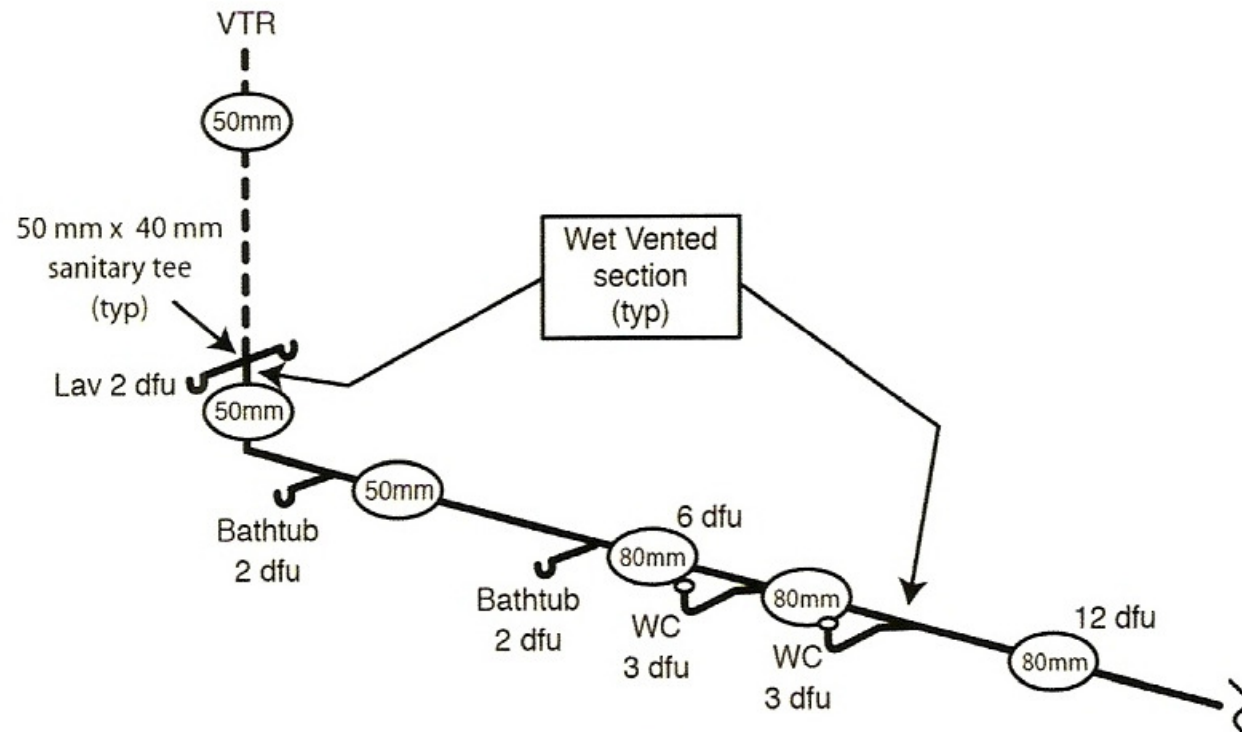 VTR
50mm
50 mm x 40 mm
sanitary tee
(typ)
Wet Vented
section
(typ)
Lav 2 dfu
50mm
50mm
Bathtub
2 dfu
6 dfu
80mm
Bathtub
2 dfu
WC
3 dfu
80mm
WC
3 dfu
12 dfu
80mm